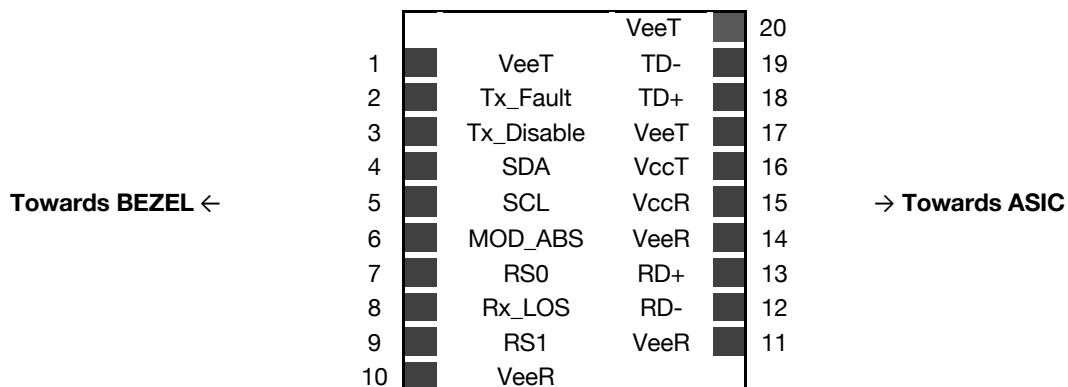 VeeT 20
1 VeeT TD- 19
2 Tx_Fault TD+ 18
3 Tx_Disable VeeT 17
4 SDA VccT 16
Towards BEZEL ← 5 SCL VccR 15 → Towards ASIC
6 MOD_ABS VeeR 14
7 RS0 RD+ 13
8 Rx_LOS RD- 12
9 RS1 VeeR 11
10 VeeR